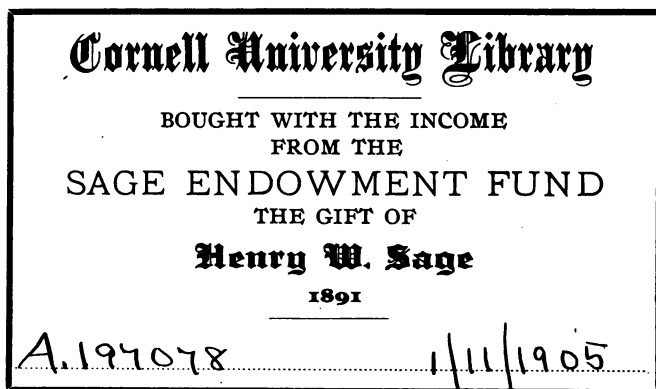 Cornell University Library
BOUGHT WITH THE INCOME
FROM THE
SAGE ENDOWMENT FUND
THE GIFT OF
Henry W. Sage
1891
A.197078 1/11/1905